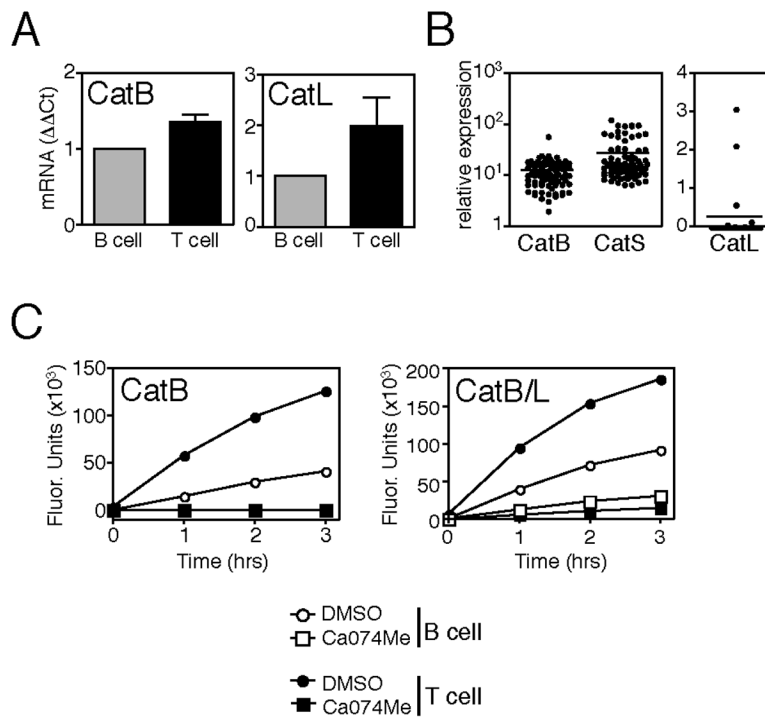 A
B
mRNA (ΔΔCt)
2
1
0
CatB
B cell
T cell
3
2
1
0
CatL
B cell
T cell
relative expression
10³
10²
10¹
1
CatB
CatS
4
3
2
1
0
CatL
C
Fluor. Units (x10³)
150
100
50
0
CatB
0
1
2
3
Time (hrs)
Fluor. Units (x10³)
200
150
100
50
0
CatB/L
0
1
2
3
Time (hrs)
DMSO
Ca074Me
B cell
DMSO
Ca074Me
T cell